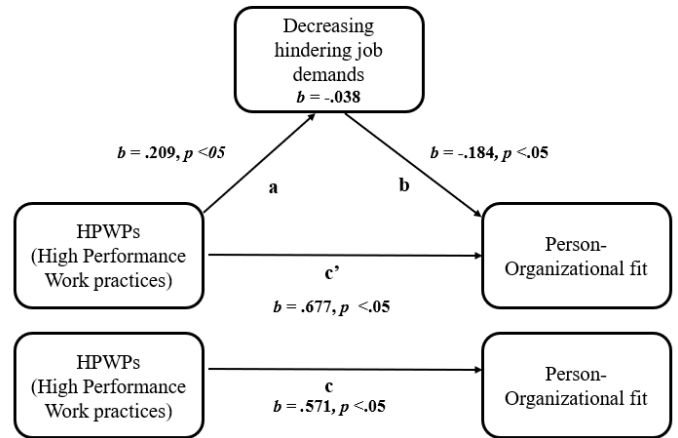 Decreasing
hindering job
demands
b = -.038
b = .209, p <05
b = -.184, p <.05
a
b
HPWPs
(High Performance
Work practices)
c’
b = .677, p <.05
Person-
Organizational fit
HPWPs
(High Performance
Work practices)
c
b = .571, p <.05
Person-
Organizational fit